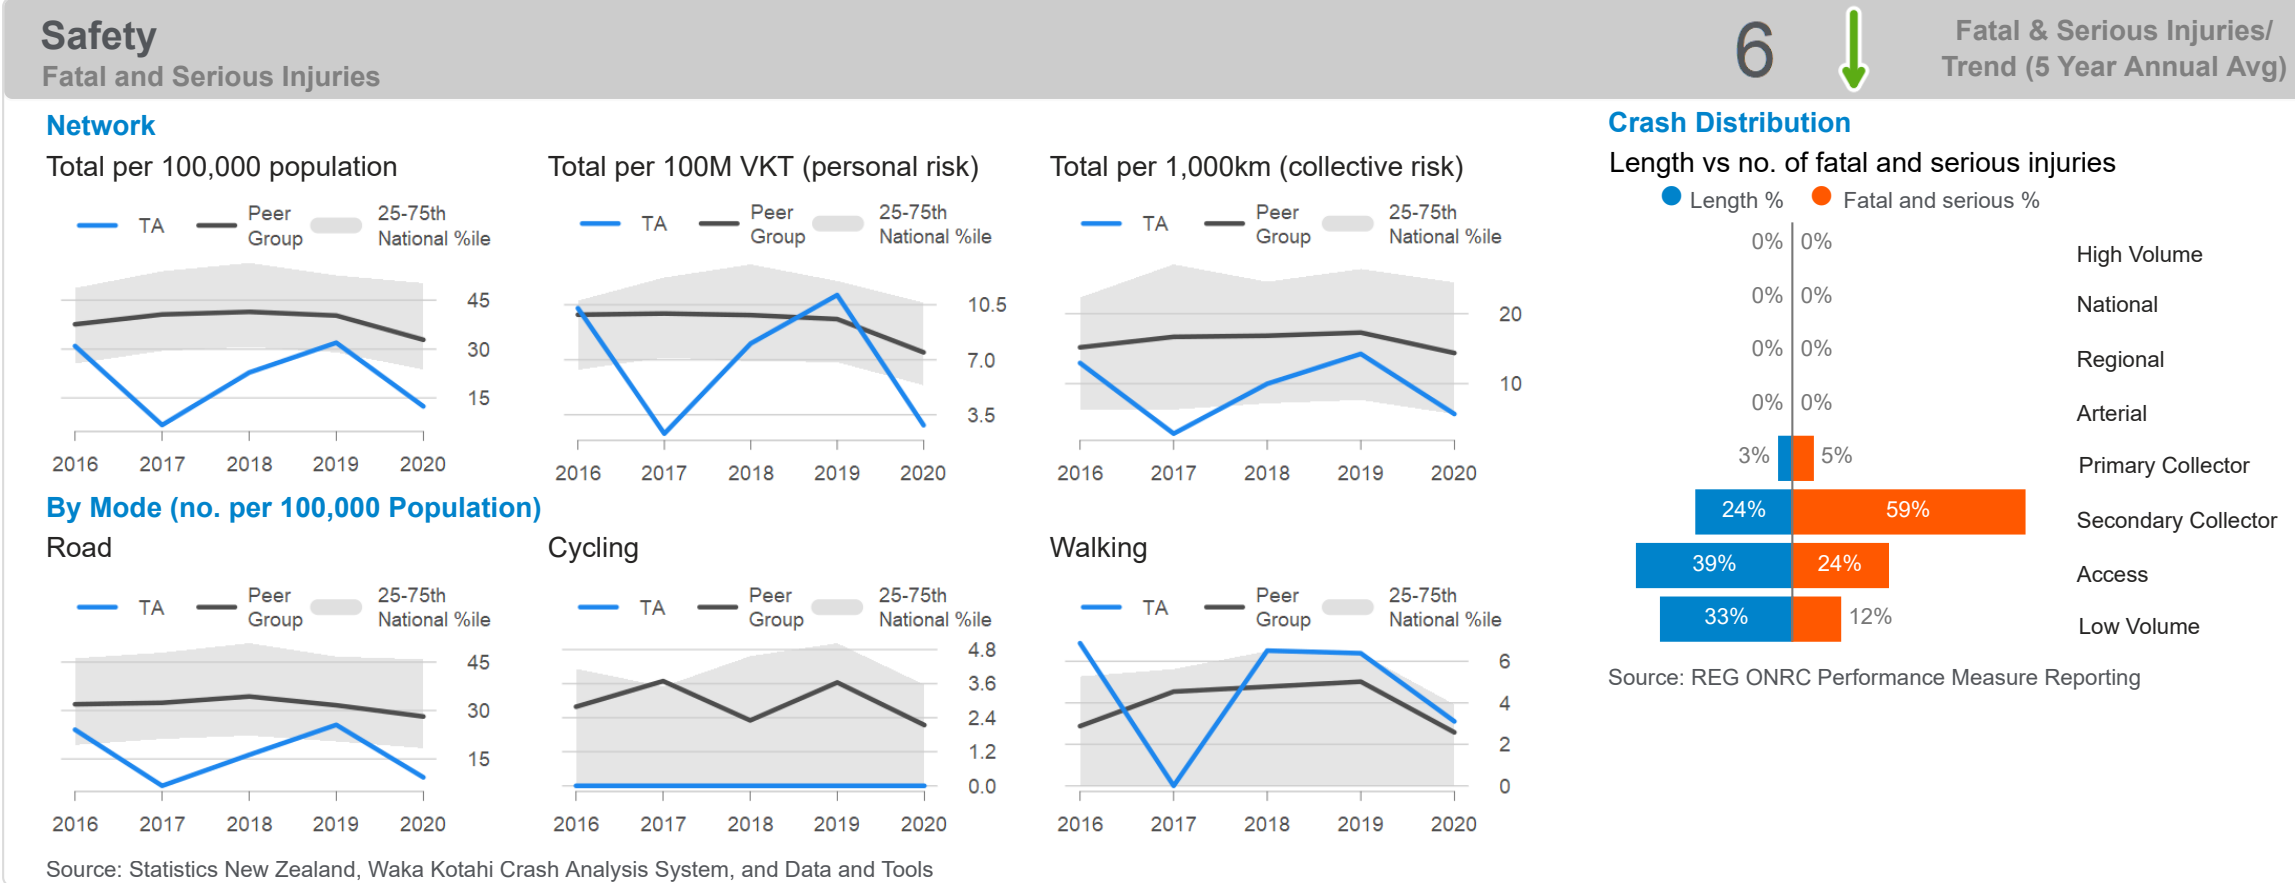 Safety
Fatal and Serious Injuries
6
Fatal & Serious Injuries/
Trend (5 Year Annual Avg)
Network
Total per 100,000 population
TA
Peer
Group
25-75th
National %ile
45
30
15
2016 2017 2018 2019 2020
Total per 100M VKT (personal risk)
TA
Peer
Group
25-75th
National %ile
10.5
7.0
3.5
2016 2017 2018 2019 2020
Total per 1,000km (collective risk)
TA
Peer
Group
25-75th
National %ile
20
10
2016 2017 2018 2019 2020
By Mode (no. per 100,000 Population)
Road
TA
Peer
Group
25-75th
National %ile
45
30
15
2016 2017 2018 2019 2020
Cycling
TA
Peer
Group
25-75th
National %ile
4.8
3.6
2.4
1.2
0.0
2016 2017 2018 2019 2020
Walking
TA
Peer
Group
25-75th
National %ile
6
4
2
0
2016 2017 2018 2019 2020
Source: Statistics New Zealand, Waka Kotahi Crash Analysis System, and Data and Tools
Crash Distribution
Length vs no. of fatal and serious injuries
Length % Fatal and serious %
0% 0% High Volume
0% 0% National
0% 0% Regional
0% 0% Arterial
3% 5% Primary Collector
24% 59% Secondary Collector
39% 24% Access
33% 12% Low Volume
Source: REG ONRC Performance Measure Reporting